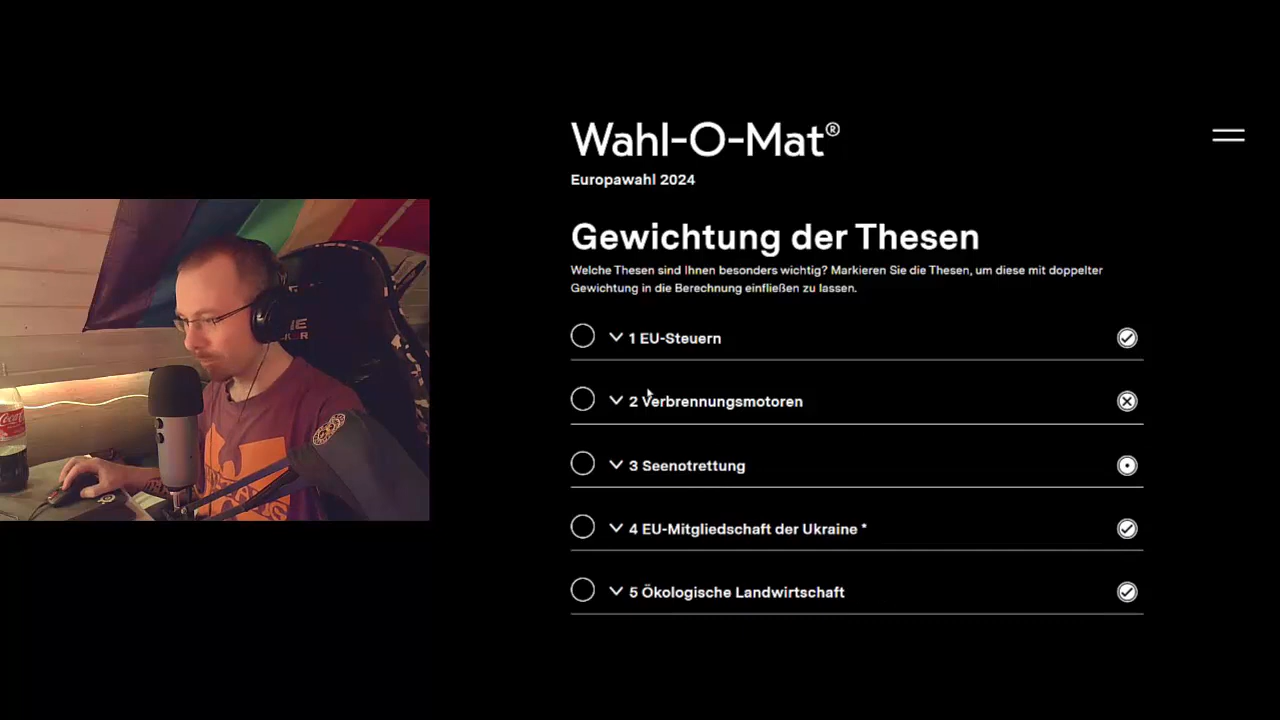 Wahl-O-Mat®
Europawahl 2024
Gewichtung der Thesen
Welche Thesen sind Ihnen besonders wichtig? Markieren Sie die Thesen, um diese mit doppelter
Gewichtung in die Berechnung einfließen zu lassen.
1 EU-Steuern
2 Verbrennungsmotoren
3 Seenotrettung
4 EU-Mitgliedschaft der Ukraine *
5 Ökologische Landwirtschaft